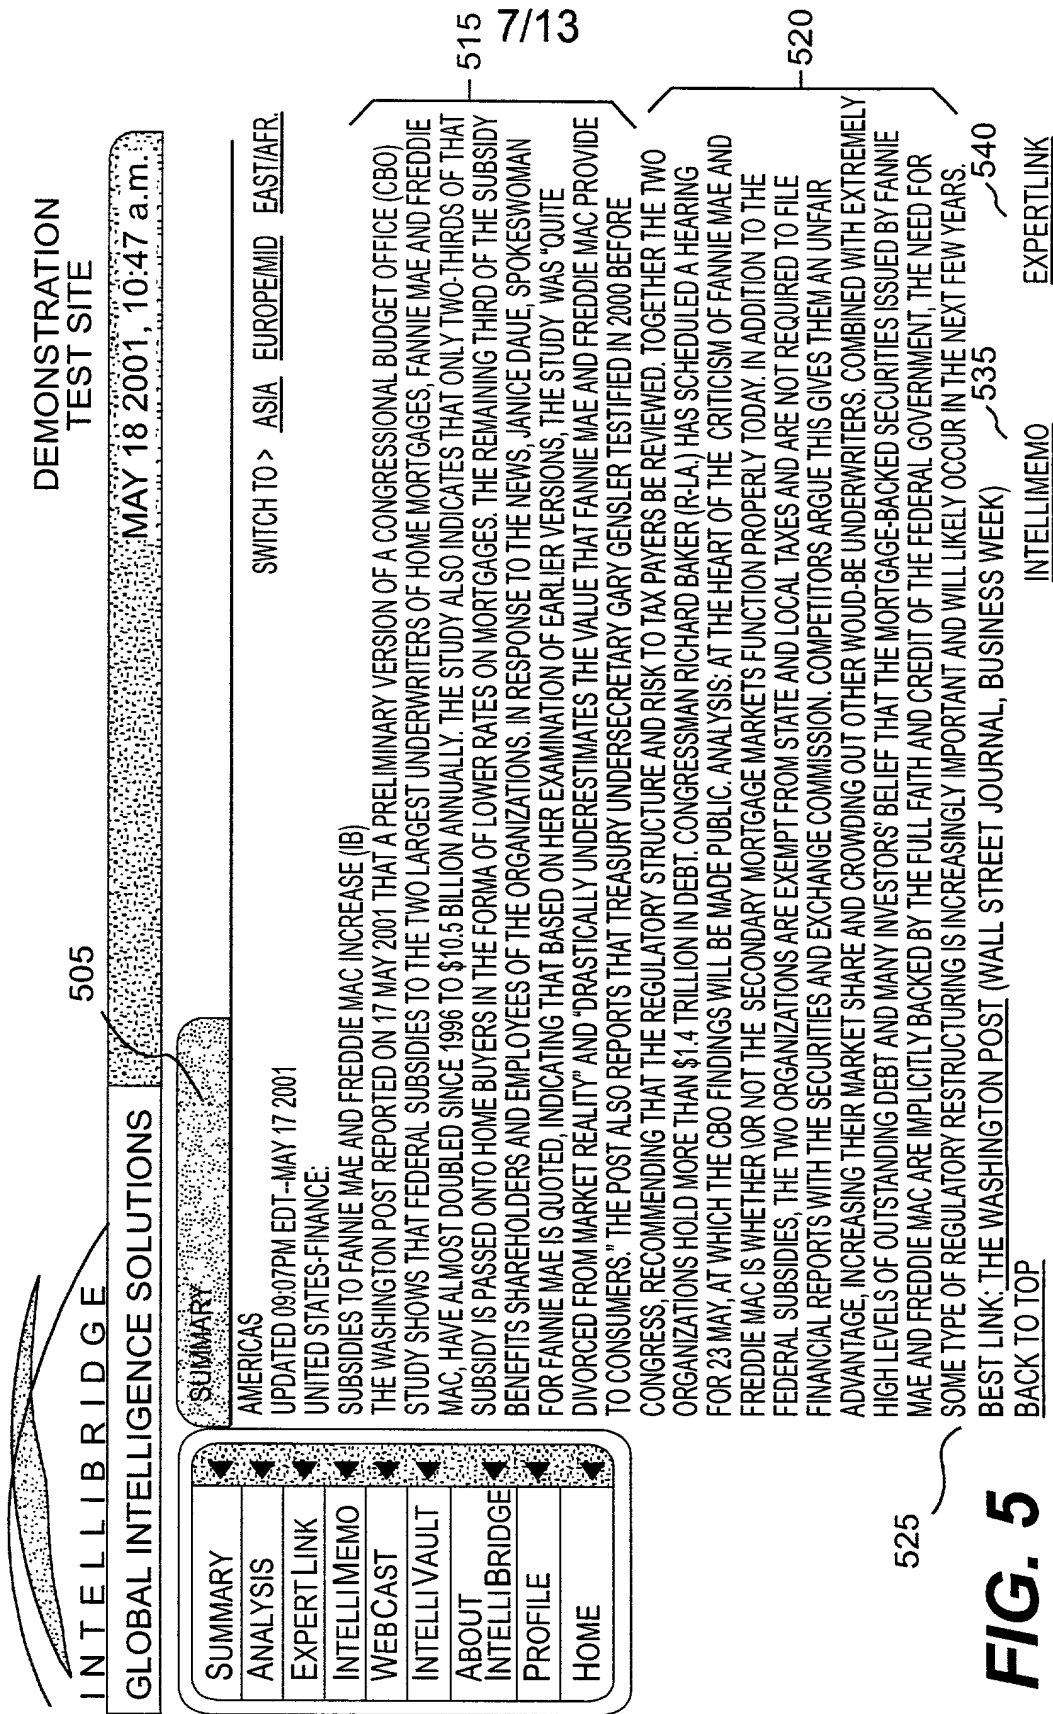 7/13
DEMONSTRATION
TEST SITE
INTELLIBRIDGE
GLOBAL INTELLIGENCE SOLUTIONS
MAY 18 2001, 10:47 a.m.
505
SUMMARY
SWITCH TO > ASIA EUROPE/MID EAST/AFR.
SUMMARY
ANALYSIS
EXPERTLINK
INTELLIMEMO
WEBCAST
INTELLIVAULT
ABOUT
INTELLIBRIDGE
PROFILE
HOME
AMERICAS
UPDATED 09:07PM EDT--MAY 17 2001
UNITED STATES-FINANCE:
SUBSIDIES TO FANNIE MAE AND FREDDIE MAC INCREASE (IB)
THE WASHINGTON POST REPORTED ON 17 MAY 2001 THAT A PRELIMINARY VERSION OF A CONGRESSIONAL BUDGET OFFICE (CBO)
STUDY SHOWS THAT FEDERAL SUBSIDIES TO THE TWO LARGEST UNDERWRITERS OF HOME MORTGAGES, FANNIE MAE AND FREDDIE
MAC, HAVE ALMOST DOUBLED SINCE 1996 TO $10.5 BILLION ANNUALLY. THE STUDY ALSO INDICATES THAT ONLY TWO-THIRDS OF THAT
SUBSIDY IS PASSED ONTO HOME BUYERS IN THE FORMA OF LOWER RATES ON MORTGAGES. THE REMAINING THIRD OF THE SUBSIDY
BENEFITS SHAREHOLDERS AND EMPLOYEES OF THE ORGANIZATIONS. IN RESPONSE TO THE NEWS, JANICE DAUE, SPOKESWOMAN
FOR FANNIE MAE IS QUOTED, INDICATING THAT BASED ON HER EXAMINATION OF EARLIER VERSIONS, THE STUDY WAS "QUITE
DIVORCED FROM MARKET REALITY" AND "DRASTICALLY UNDERESTIMATES THE VALUE THAT FANNIE MAE AND FREDDIE MAC PROVIDE
TO CONSUMERS." THE POST ALSO REPORTS THAT TREASURY UNDERSECRETARY GARY GENSLER TESTIFIED IN 2000 BEFORE
CONGRESS, RECOMMENDING THAT THE REGULATORY STRUCTURE AND RISK TO TAX PAYERS BE REVIEWED. TOGETHER THE TWO
ORGANIZATIONS HOLD MORE THAN $1.4 TRILLION IN DEBT. CONGRESSMAN RICHARD BAKER (R-LA.) HAS SCHEDULED A HEARING
FOR 23 MAY, AT WHICH THE CBO FINDINGS WILL BE MADE PUBLIC. ANALYSIS: AT THE HEART OF THE CRITICISM OF FANNIE MAE AND
FREDDIE MAC IS WHETHER (OR NOT THE SECONDARY MORTGAGE MARKETS FUNCTION PROPERLY TODAY. IN ADDITION TO THE
FEDERAL SUBSIDIES, THE TWO ORGANIZATIONS ARE EXEMPT FROM STATE AND LOCAL TAXES AND ARE NOT REQUIRED TO FILE
FINANCIAL REPORTS WITH THE SECURITIES AND EXCHANGE COMMISSION. COMPETITORS ARGUE THIS GIVES THEM AN UNFAIR
ADVANTAGE, INCREASING THEIR MARKET SHARE AND CROWDING OUT OTHER WOUD-BE UNDERWRITERS. COMBINED WITH EXTREMELY
HIGH LEVELS OF OUTSTANDING DEBT AND MANY INVESTORS' BELIEF THAT THE MORTGAGE-BACKED SECURITIES ISSUED BY FANNIE
MAE AND FREDDIE MAC ARE IMPLICITLY BACKED BY THE FULL FAITH AND CREDIT OF THE FEDERAL GOVERNMENT, THE NEED FOR
SOME TYPE OF REGULATORY RESTRUCTURING IS INCREASINGLY IMPORTANT AND WILL LIKELY OCCUR IN THE NEXT FEW YEARS.
515
520
BEST LINK: THE WASHINGTON POST (WALL STREET JOURNAL, BUSINESS WEEK)
BACK TO TOP
525
535
540
INTELLIMEMO
EXPERTLINK
FIG. 5